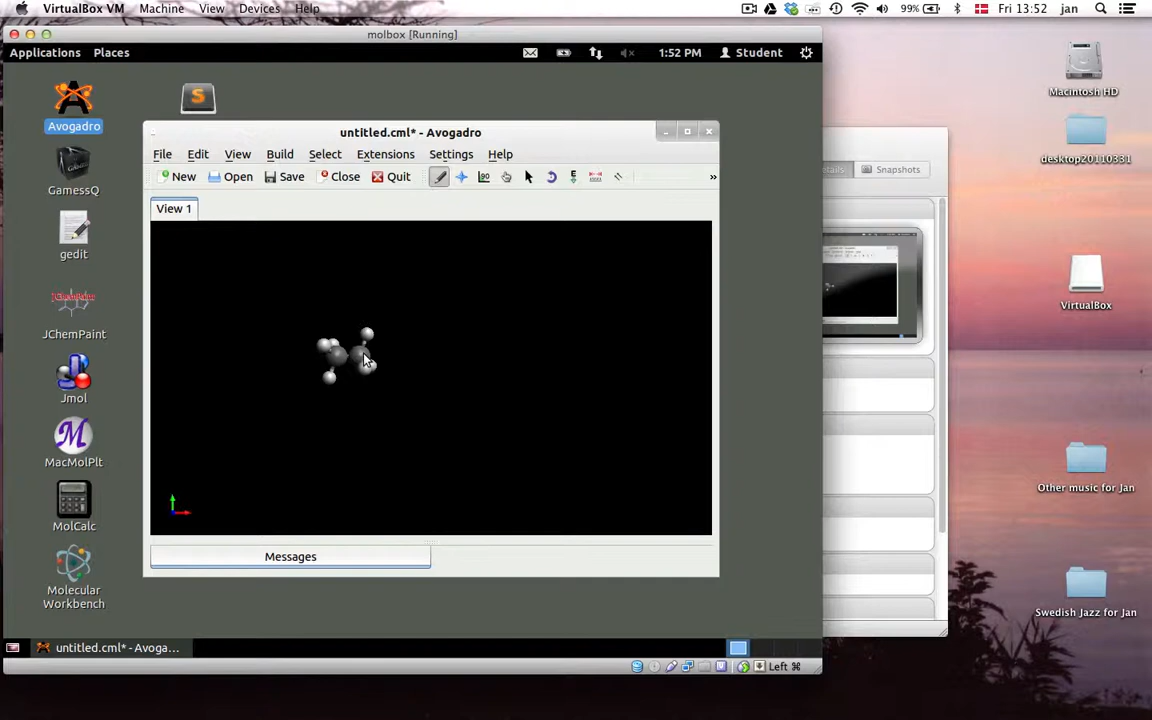 VirtualBox VM Machine View Devices Help 99% Fri 13:52 jan
molbox [Running]
Applications Places 1:52 PM Student
Avogadro
S
untitled.cml* - Avogadro
File Edit View Build Select Extensions Settings Help
New Open Save Close Quit 90 E »
View 1
Messages
GamessQ
gedit
JChemPaint
JChemPaint
Jmol
M
MacMolPlt
MolCalc
Molecular
Workbench
untitled.cml* - Avoga...
Left ⌘
Snapshots
Macintosh HD
desktop20110331
VirtualBox
Other music for Jan
Swedish Jazz for Jan